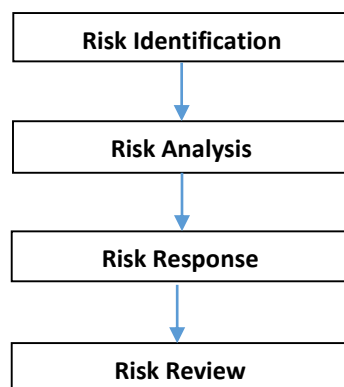 Risk Identification
Risk Analysis
Risk Response
Risk Review